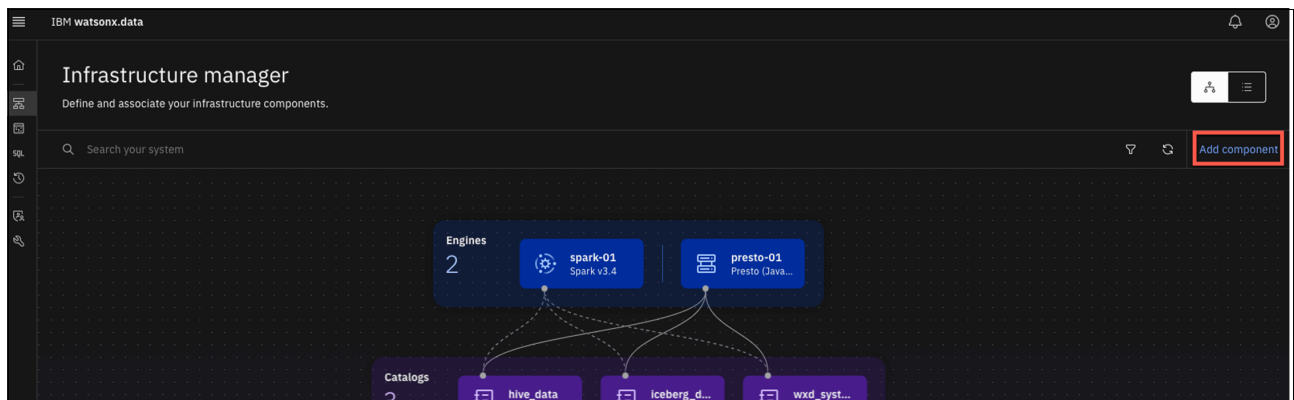 IBM watsonx.data
Infrastructure manager
Define and associate your infrastructure components.
Search your system
Add component
SQL
Engines
2
spark-01
Spark v3.4
presto-01
Presto (Java...
Catalogs
hive_data
iceberg_d...
wxd_syst...